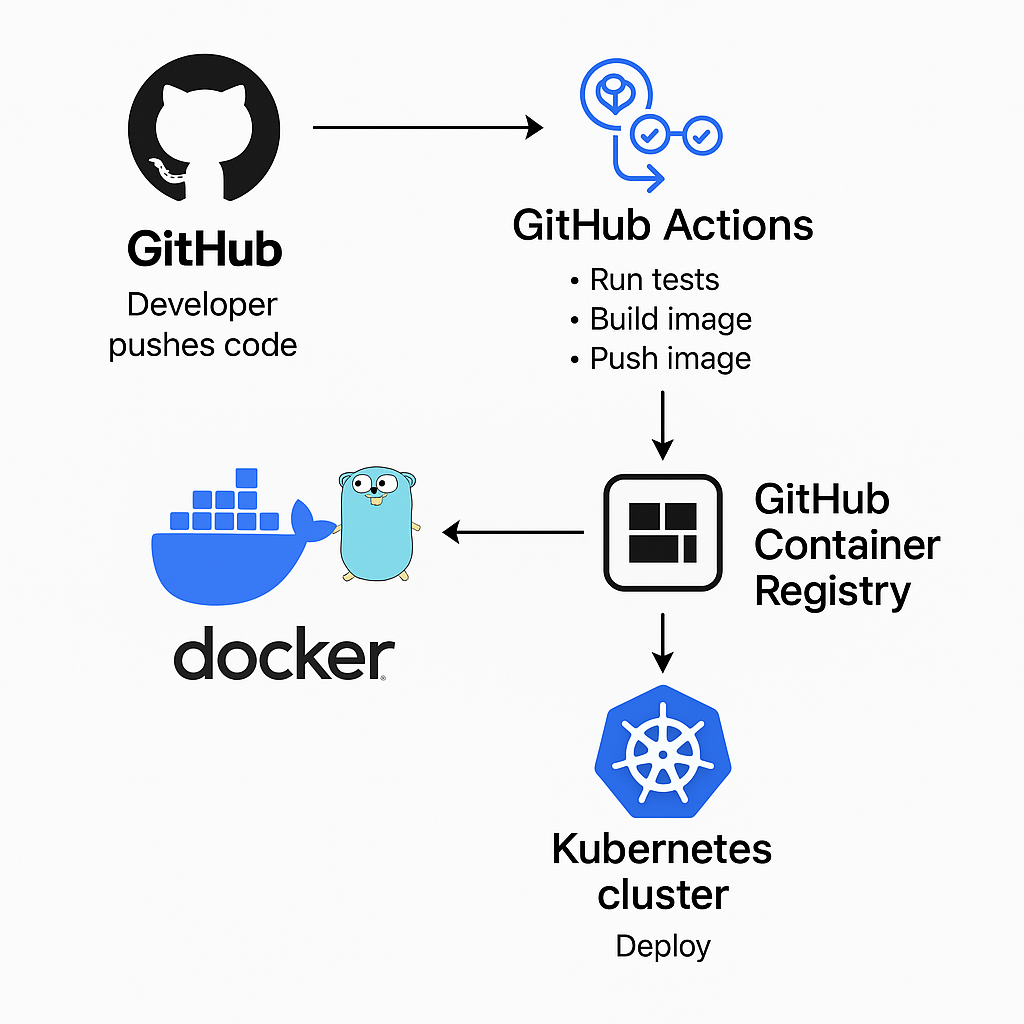 GitHub
Developer
pushes code
GitHub Actions
• Run tests
• Build image
• Push image
GitHub
Container
Registry
docker
Kubernetes
cluster
Deploy